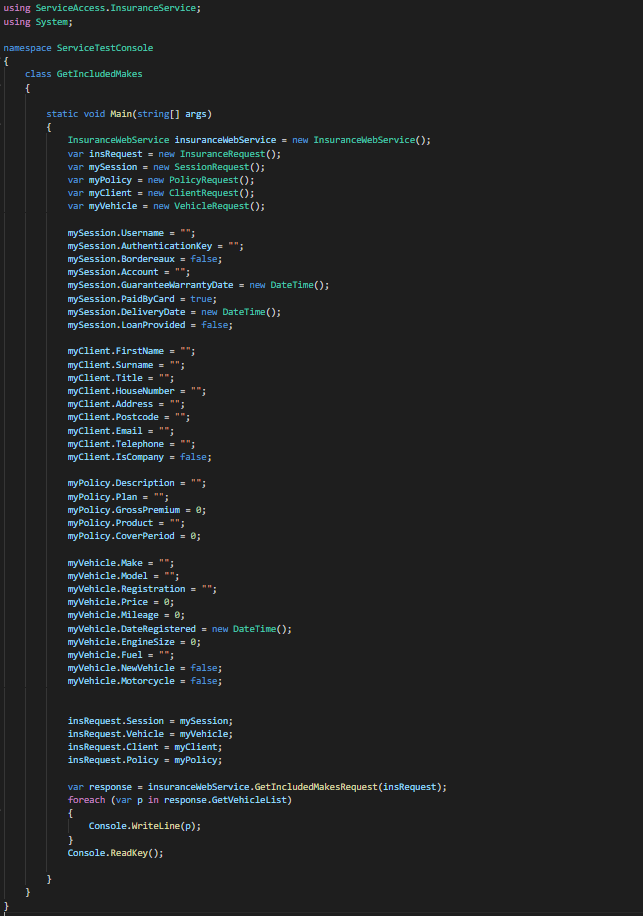 using ServiceAccess.InsuranceService;
using System;
namespace ServiceTestConsole
{
class GetIncludedMakes
{
static void Main(string[] args)
{
InsuranceWebService insuranceWebService = new InsuranceWebService();
var insRequest = new InsuranceRequest();
var mySession = new SessionRequest();
var myPolicy = new PolicyRequest();
var myClient = new ClientRequest();
var myVehicle = new VehicleRequest();
mySession.Username = "";
mySession.AuthenticationKey = "";
mySession.Bordereaux = false;
mySession.Account = "";
mySession.GuaranteeWarrantyDate = new DateTime();
mySession.PaidByCard = true;
mySession.DeliveryDate = new DateTime();
mySession.LoanProvided = false;
myClient.FirstName = "";
myClient.Surname = "";
myClient.Title = "";
myClient.HouseNumber = "";
myClient.Address = "";
myClient.Postcode = "";
myClient.Email = "";
myClient.Telephone = "";
myClient.IsCompany = false;
myPolicy.Description = "";
myPolicy.Plan = "";
myPolicy.GrossPremium = 0;
myPolicy.Product = "";
myPolicy.CoverPeriod = 0;
myVehicle.Make = "";
myVehicle.Model = "";
myVehicle.Registration = "";
myVehicle.Price = 0;
myVehicle.Mileage = 0;
myVehicle.DateRegistered = new DateTime();
myVehicle.EngineSize = 0;
myVehicle.Fuel = "";
myVehicle.NewVehicle = false;
myVehicle.Motorcycle = false;
insRequest.Session = mySession;
insRequest.Vehicle = myVehicle;
insRequest.Client = myClient;
insRequest.Policy = myPolicy;
var response = insuranceWebService.GetIncludedMakesRequest(insRequest);
foreach (var p in response.GetVehicleList)
{
Console.WriteLine(p);
}
Console.ReadKey();
}
}
}